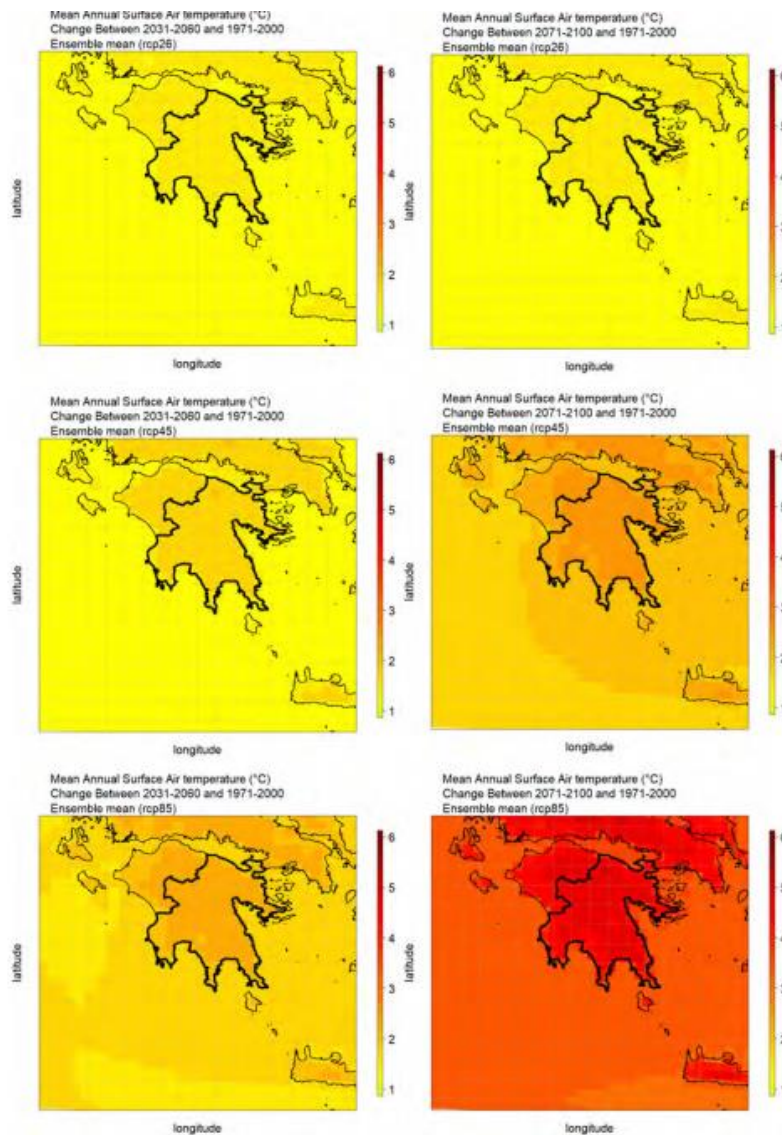 Mean Annual Surface Air temperature (°C)
Change Between 2031-2060 and 1971-2000
Ensemble mean (rcp26)
6
5
4
3
2
1
latitude
longitude
Mean Annual Surface Air temperature (°C)
Change Between 2071-2100 and 1971-2000
Ensemble mean (rcp26)
latitude
longitude
Mean Annual Surface Air temperature (°C)
Change Between 2031-2060 and 1971-2000
Ensemble mean (rcp45)
6
5
4
3
2
1
latitude
longitude
Mean Annual Surface Air temperature (°C)
Change Between 2071-2100 and 1971-2000
Ensemble mean (rcp45)
latitude
longitude
Mean Annual Surface Air temperature (°C)
Change Between 2031-2060 and 1971-2000
Ensemble mean (rcp85)
6
5
4
3
2
1
latitude
longitude
Mean Annual Surface Air temperature (°C)
Change Between 2071-2100 and 1971-2000
Ensemble mean (rcp85)
latitude
longitude